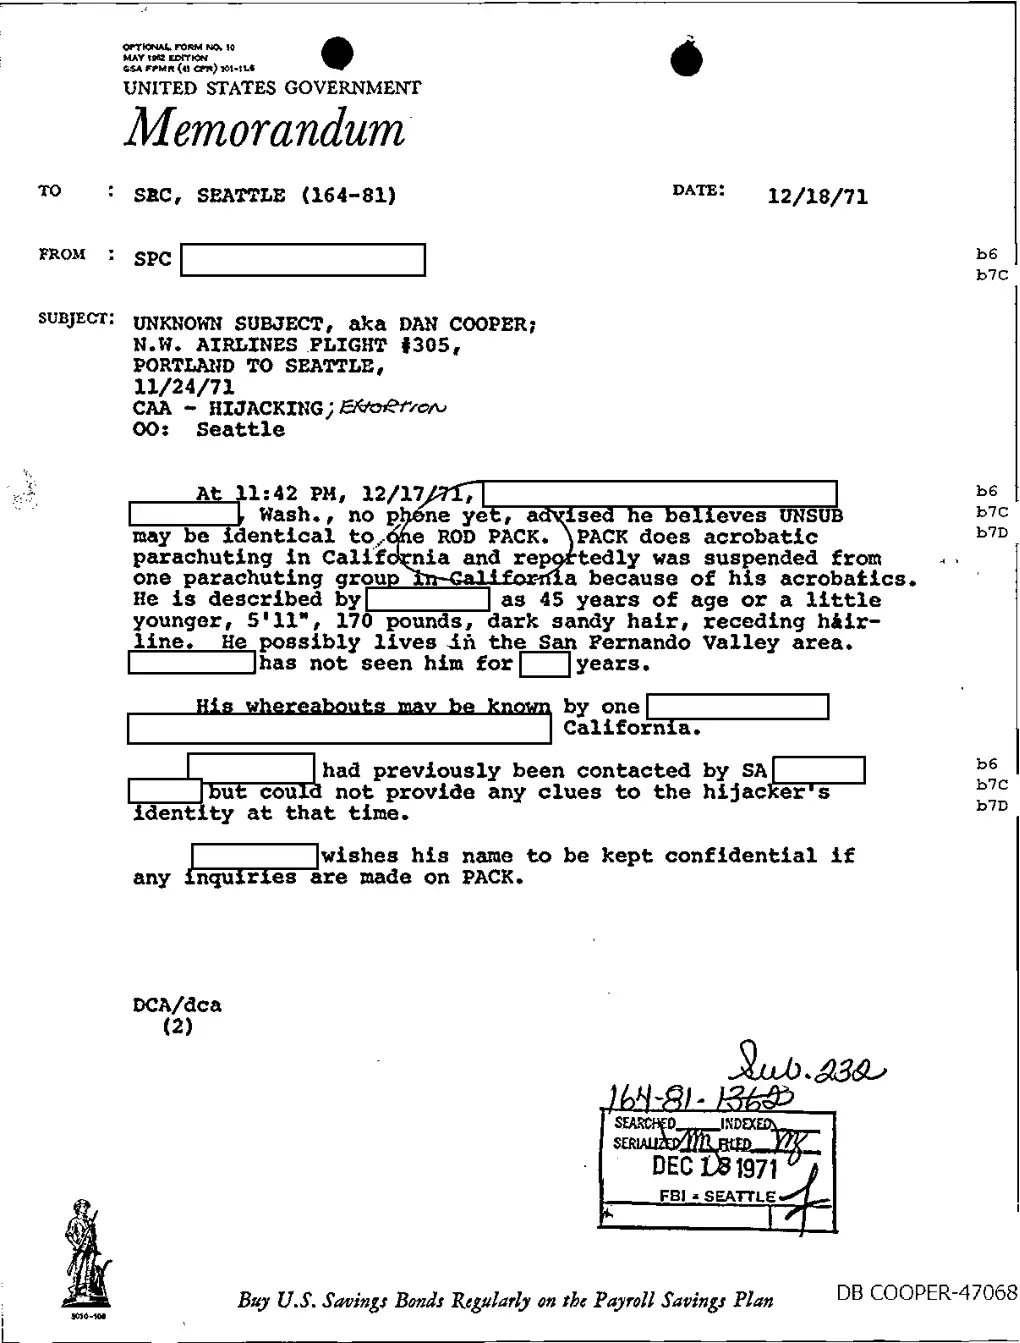 OPTIONAL FORM NO. 10
MAY 1962 EDITION
GSA FPMR (41 CFR) 101-11.6
UNITED STATES GOVERNMENT
Memorandum
TO : SAC, SEATTLE (164-81) DATE: 12/18/71
FROM : SPC b6
b7C
SUBJECT: UNKNOWN SUBJECT, aka DAN COOPER;
N.W. AIRLINES FLIGHT #305,
PORTLAND TO SEATTLE,
11/24/71
CAA - HIJACKING; EXTORTION
OO: Seattle
At 11:42 PM, 12/17/71, b6
, Wash., no phone yet, advised he believes UNSUB b7C
may be identical to one ROD PACK. PACK does acrobatic b7D
parachuting in California and reportedly was suspended from
one parachuting group in California because of his acrobatics.
He is described by as 45 years of age or a little
younger, 5'11", 170 pounds, dark sandy hair, receding hair-
line. He possibly lives in the San Fernando Valley area.
has not seen him for years.
His whereabouts may be known by one
California.
had previously been contacted by SA b6
but could not provide any clues to the hijacker's b7C
identity at that time. b7D
wishes his name to be kept confidential if
any inquiries are made on PACK.
DCA/dca
(2)
Sub. 232
164-81-
SEARCHED INDEXED
SERIALIZED FILED
DEC 18 1971
FBI - SEATTLE
5010-108
Buy U.S. Savings Bonds Regularly on the Payroll Savings Plan
DB COOPER-47068